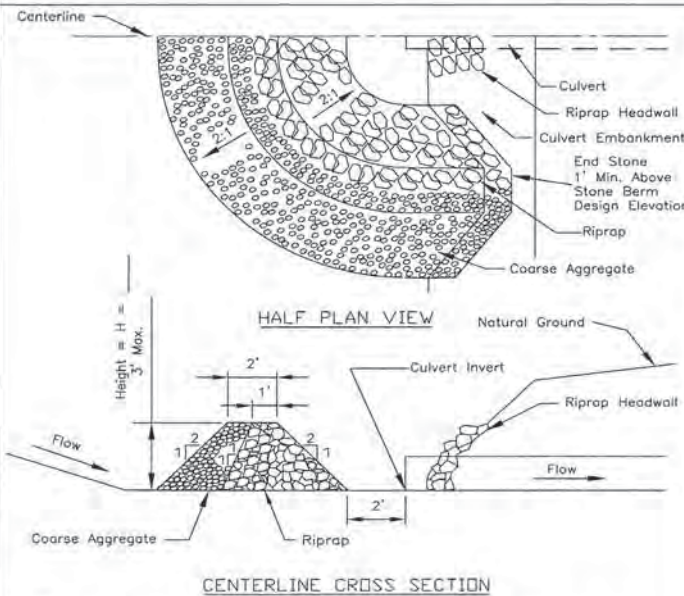 Centerline
2:1
2:1
Culvert
Riprap Headwall
Culvert Embankment
End Stone
1' Min. Above
Stone Berm
Design Elevation
Riprap
Coarse Aggregate
HALF PLAN VIEW
Height = H =
3' Max.
2'
1'
Culvert Invert
Natural Ground
Riprap Headwall
Flow
2
1
1
2
1
Flow
2'
Coarse Aggregate
Riprap
CENTERLINE CROSS SECTION